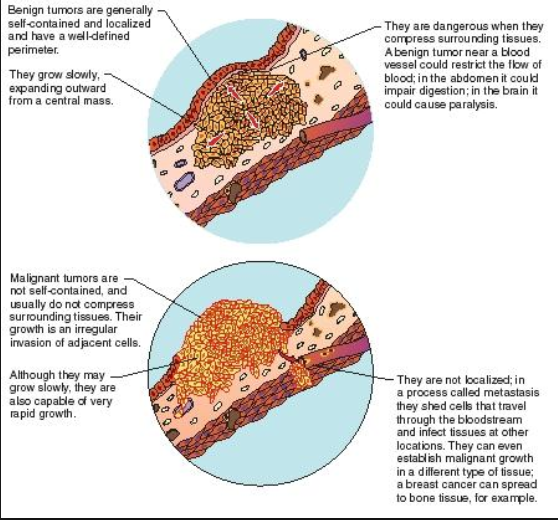 Benign tumors are generally
self-contained and localized
and have a well-defined
perimeter.
They grow slowly,
expanding outward
from a central mass.
They are dangerous when they
compress surrounding tissues.
A benign tumor near a blood
vessel could restrict the flow of
blood; in the abdomen it could
impair digestion; in the brain it
could cause paralysis.
Malignant tumors are
not self-contained, and
usually do not compress
surrounding tissues. Their
growth is an irregular
invasion of adjacent cells.
Although they may
grow slowly, they are
also capable of very
rapid growth.
They are not localized; in
a process called metastasis
they shed cells that travel
through the bloodstream
and infect tissues at other
locations. They can even
establish malignant growth
in a different type of tissue;
a breast cancer can spread
to bone tissue, for example.